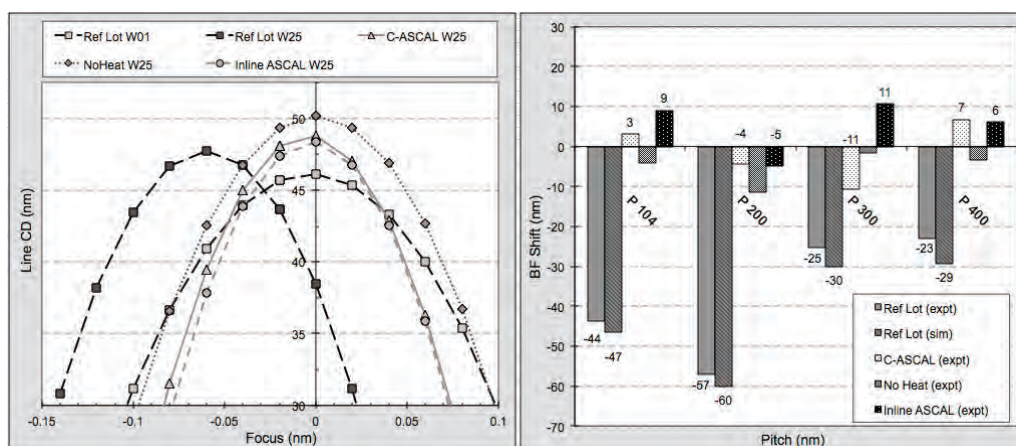 Ref Lot W01 Ref Lot W25 C-ASCAL W25
NoHeat W25 Inline ASCAL W25
50
45
40
35
30
-0.15 -0.1 -0.05 0 0.05 0.1
Line CD (nm)
Focus (nm)
30
20
10
0
-10
-20
-30
-40
-50
-60
-70
BF Shift (nm)
3 9 -4 -5 -11 11 7 6
P 104 P 200 P 300 P 400
-44 -47 -57 -60 -25 -30 -23 -29
Ref Lot (expt)
Ref Lot (sim)
C-ASCAL (expt)
No Heat (expt)
Inline ASCAL (expt)
Pitch (nm)